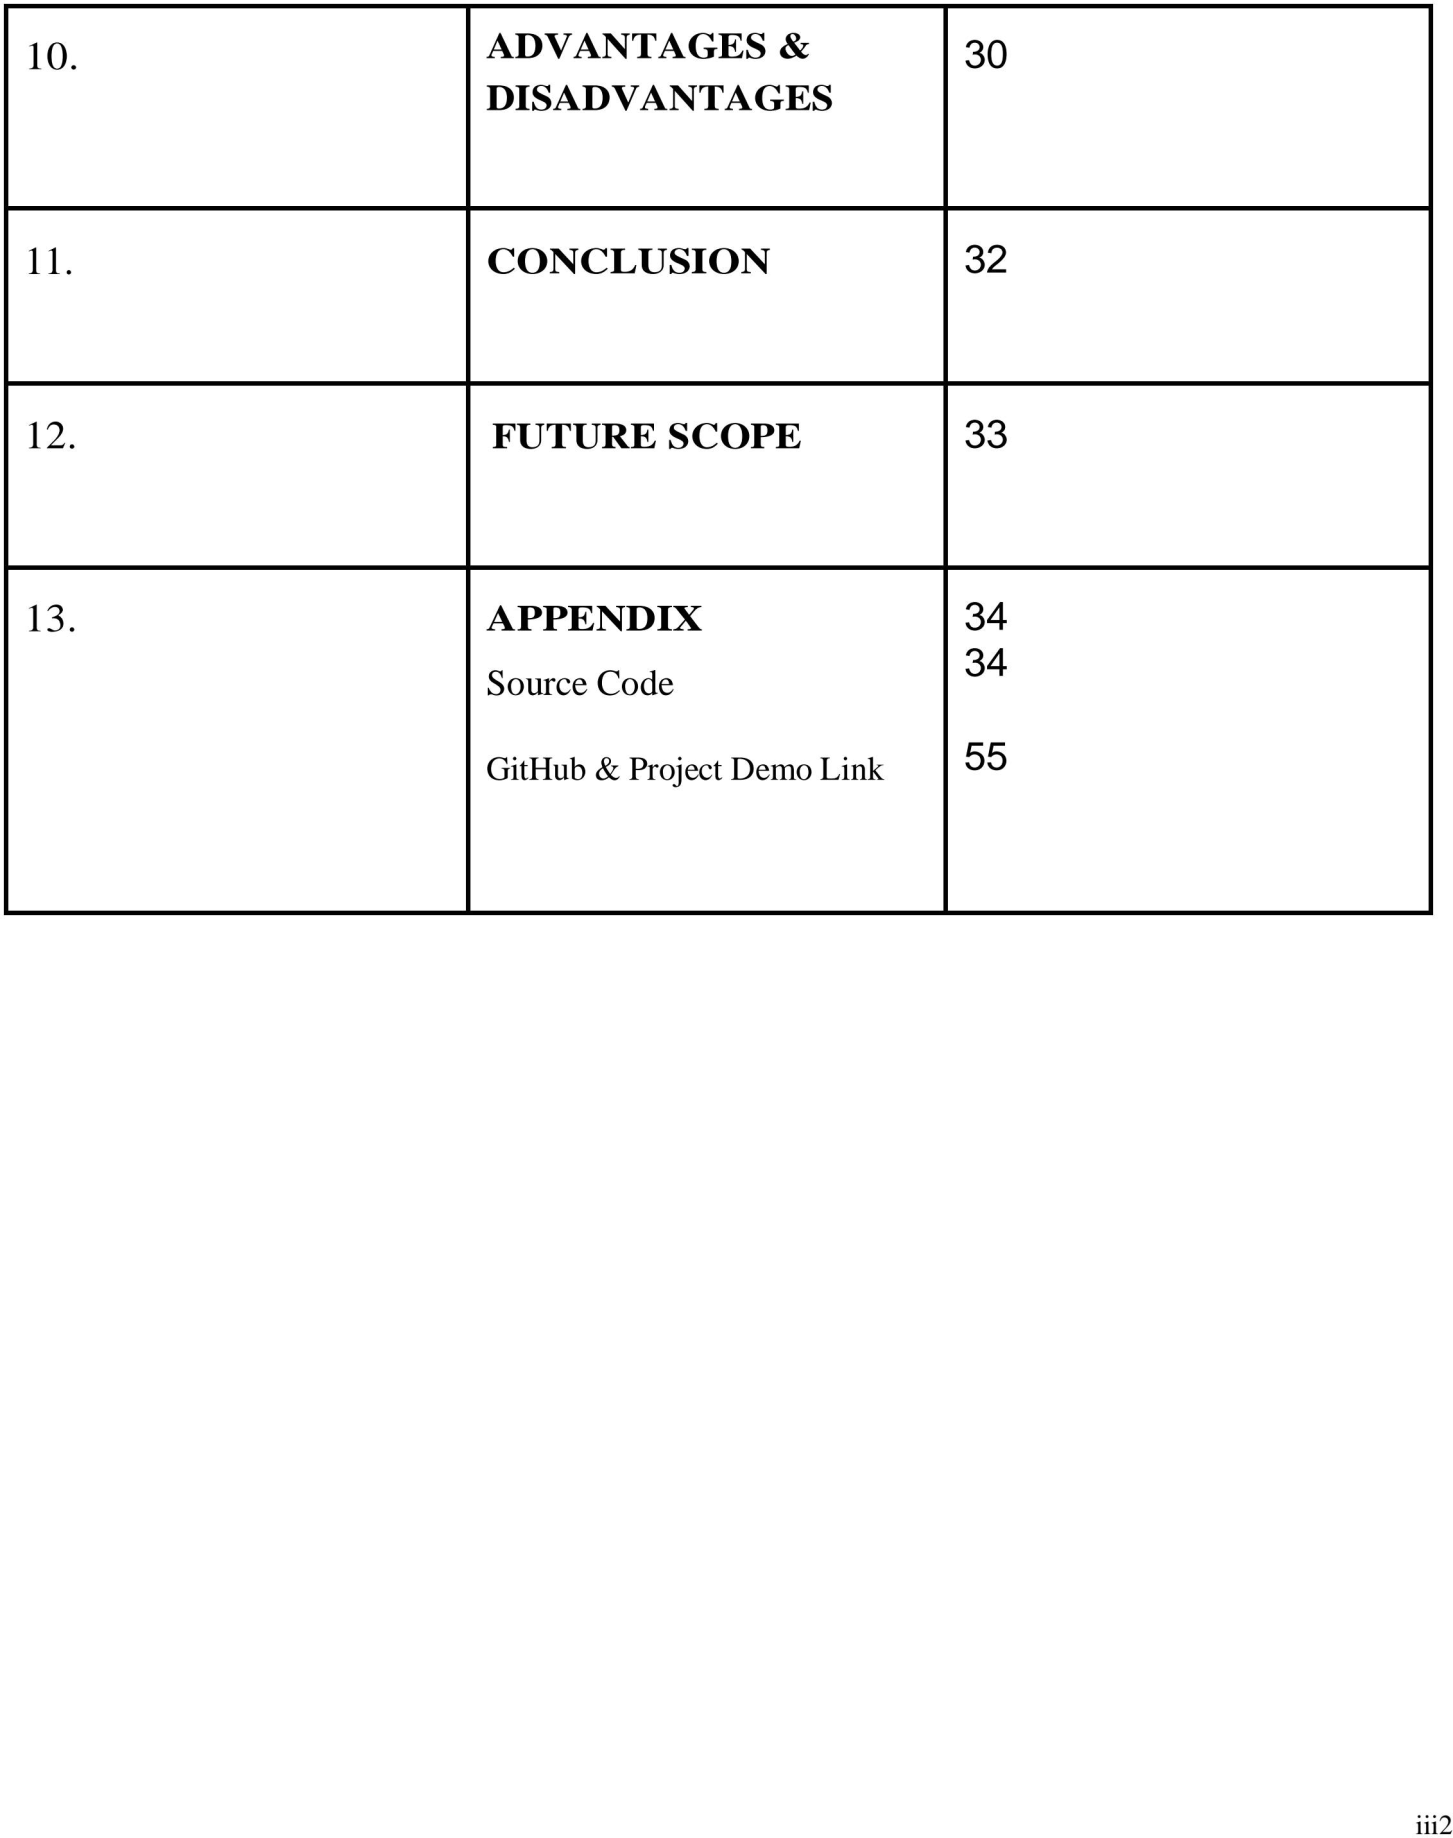 10.
ADVANTAGES &
DISADVANTAGES
30
11.
CONCLUSION
32
12.
FUTURE SCOPE
33
13.
APPENDIX
34
Source Code
34
GitHub & Project Demo Link
55
iii2